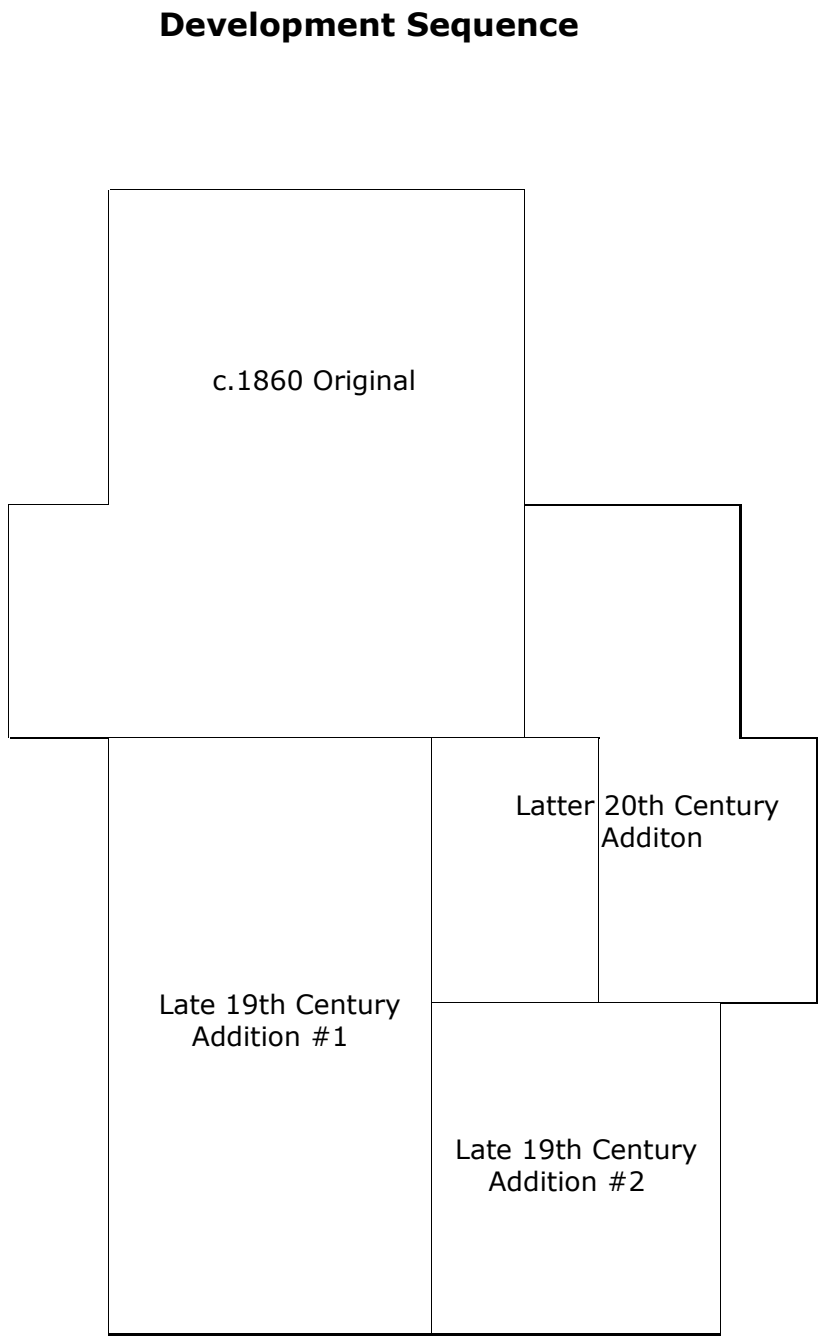 Development Sequence
c.1860 Original
Latter 20th Century
Additon
Late 19th Century
Addition #1
Late 19th Century
Addition #2